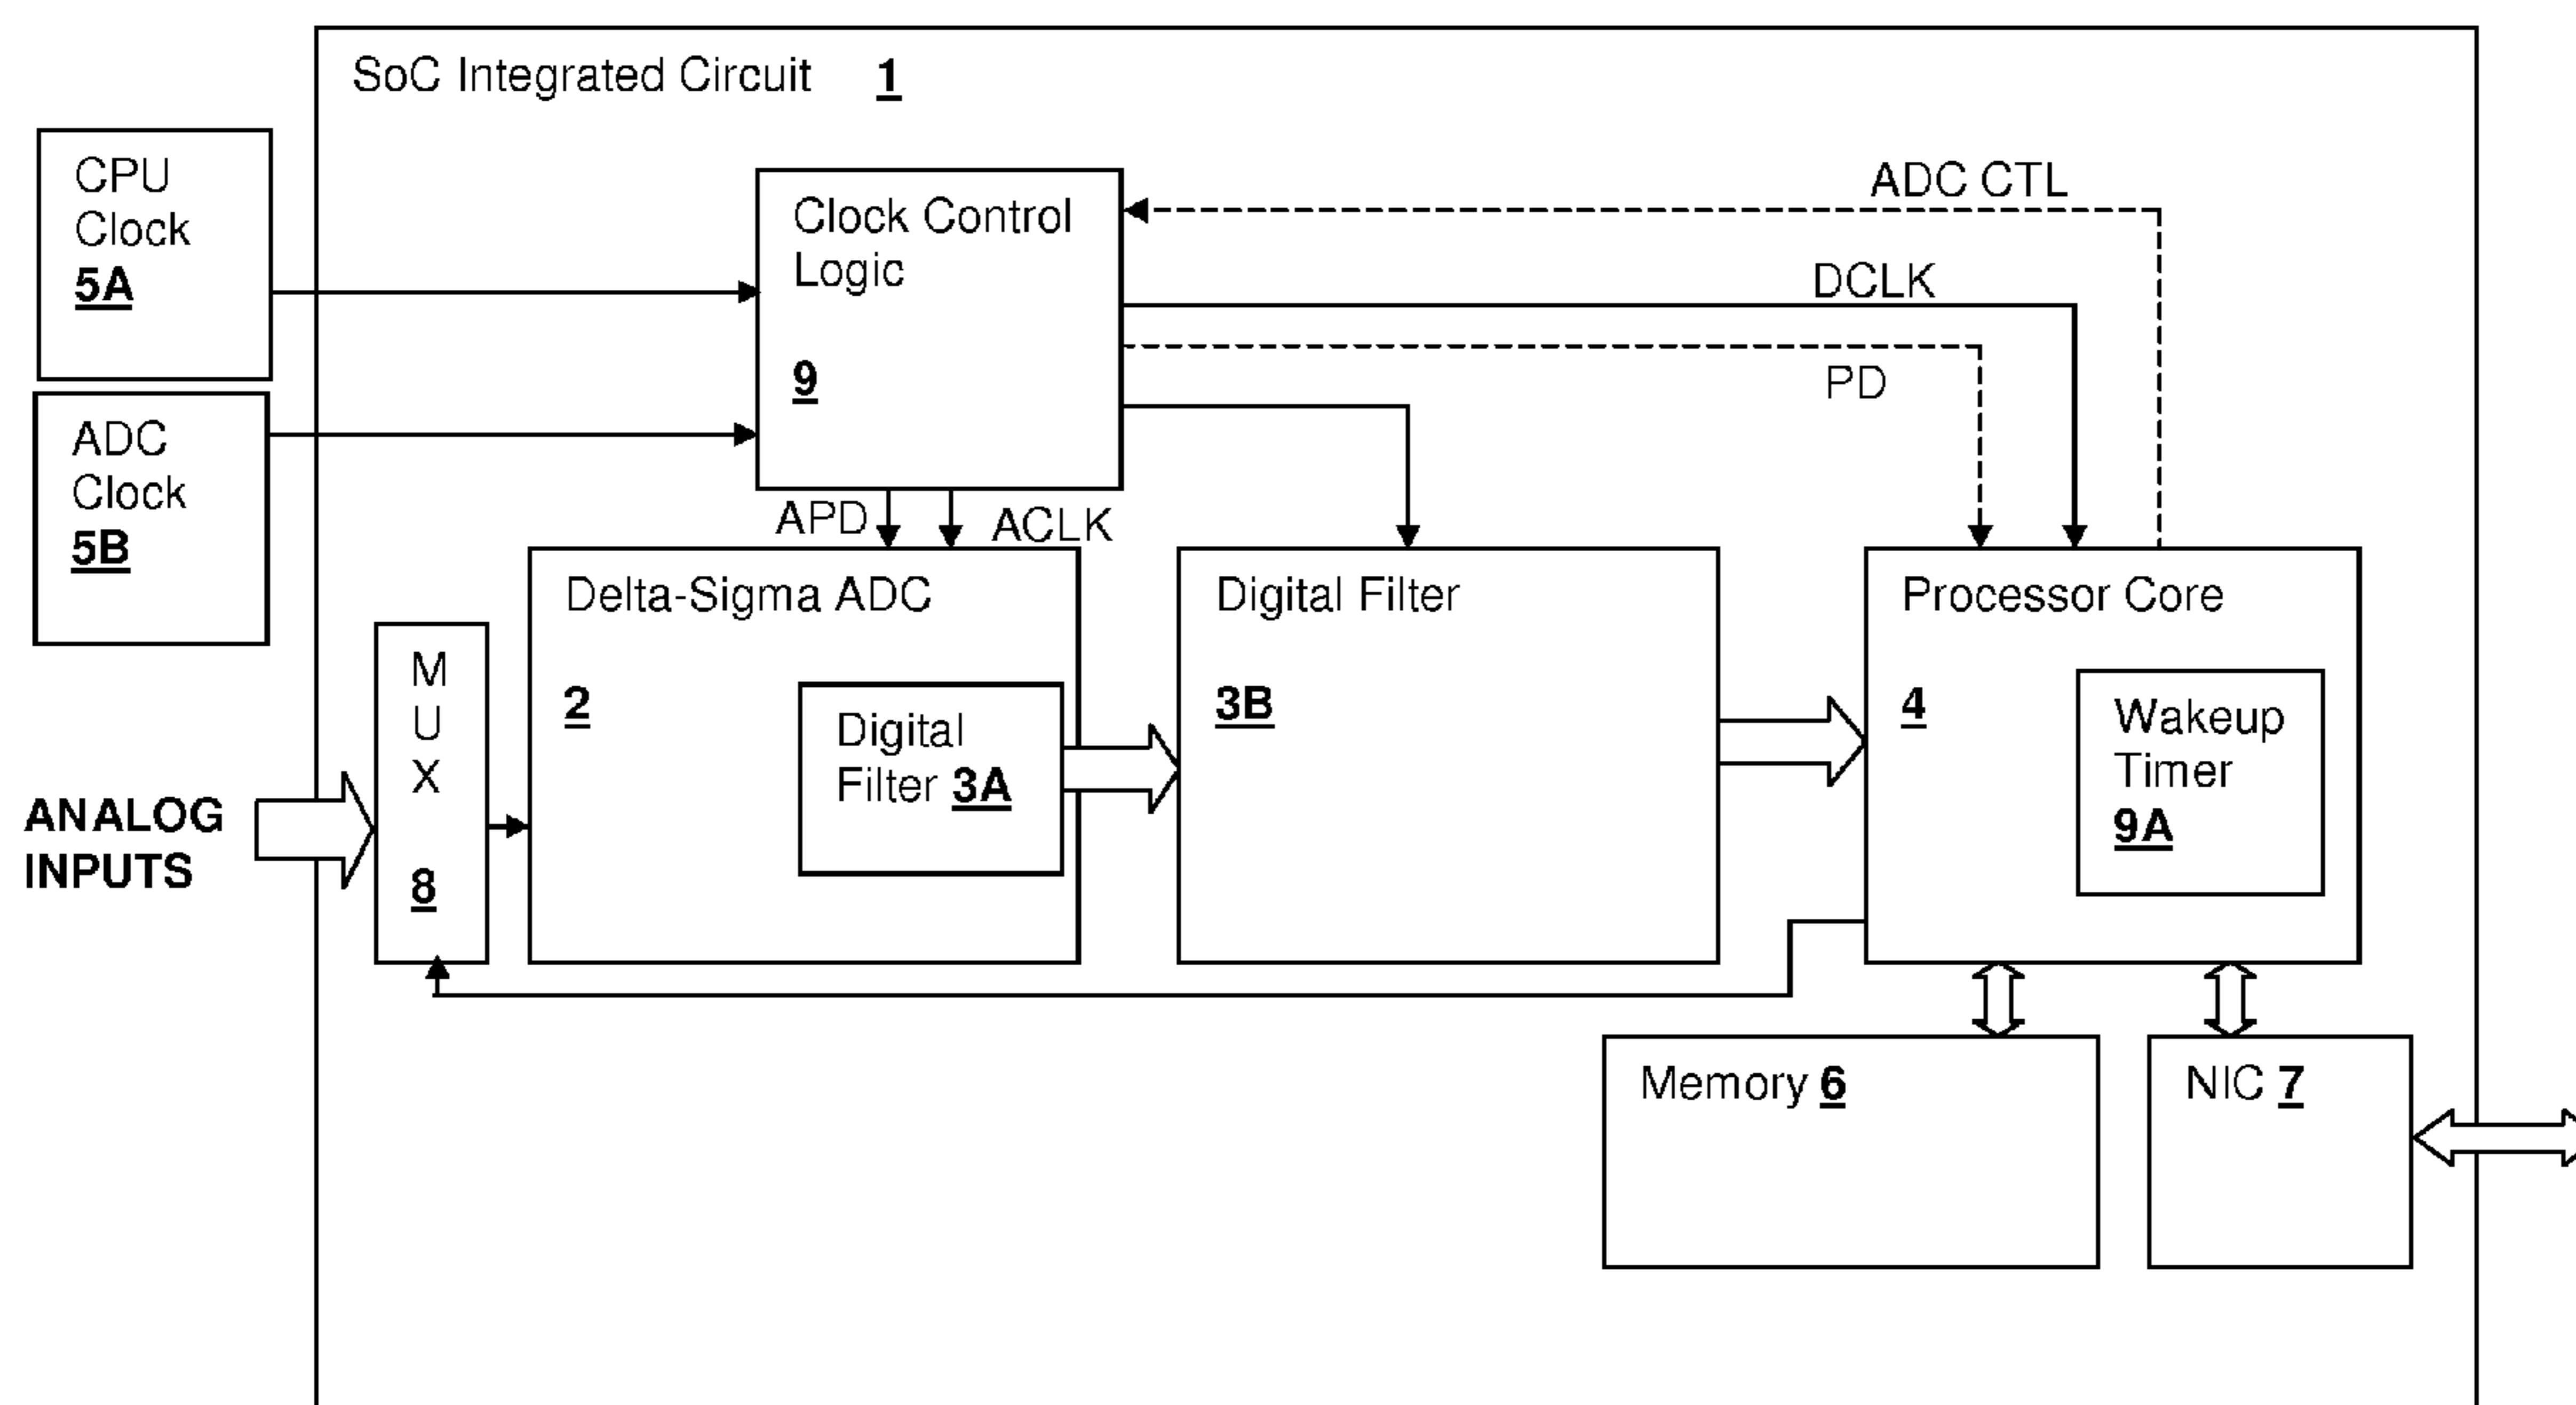 SoC Integrated Circuit 1
CPU
Clock
5A
ADC
Clock
5B
Clock Control
Logic
9
ADC CTL
DCLK
PD
APD
ACLK
ANALOG
INPUTS
M
U
X
8
Delta-Sigma ADC
2
Digital
Filter 3A
Digital Filter
3B
Processor Core
4
Wakeup
Timer
9A
Memory 6
NIC 7